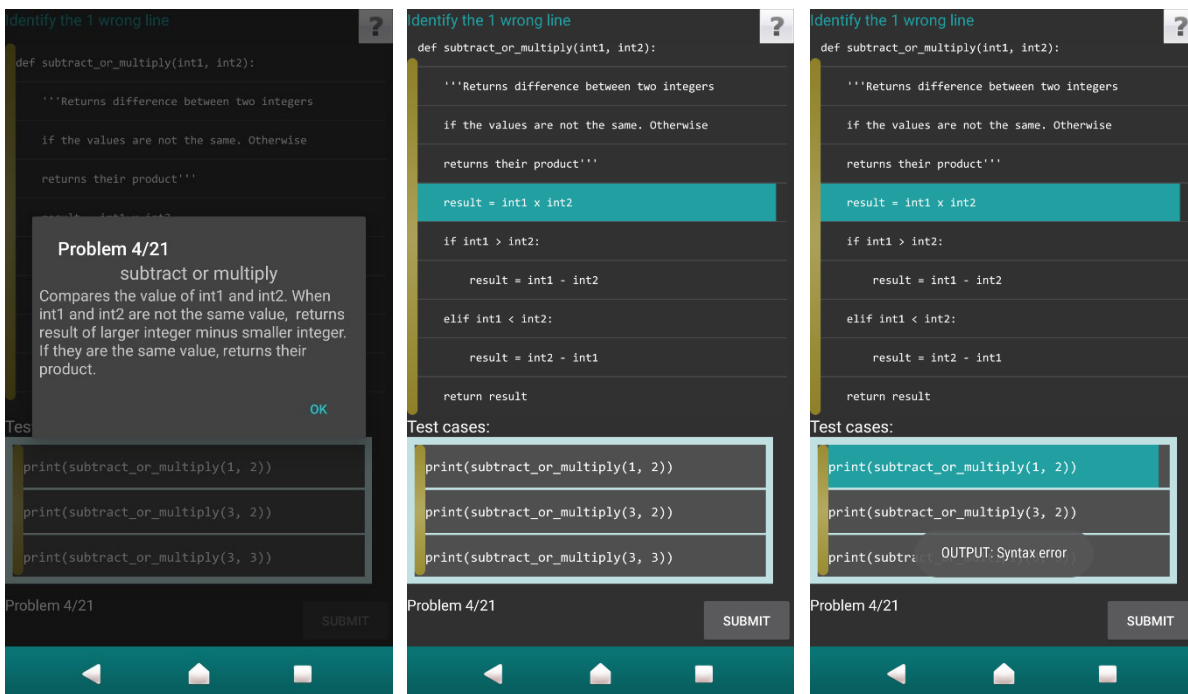 Identify the 1 wrong line
?
def subtract_or_multiply(int1, int2):
'''Returns difference between two integers
if the values are not the same. Otherwise
returns their product'''
result = int1 x int2
Problem 4/21
subtract or multiply
Compares the value of int1 and int2. When
int1 and int2 are not the same value,  returns
result of larger integer minus smaller integer.
If they are the same value, returns their
product.
OK
Tes
print(subtract_or_multiply(1, 2))
print(subtract_or_multiply(3, 2))
print(subtract_or_multiply(3, 3))
Problem 4/21
SUBMIT
Identify the 1 wrong line
?
def subtract_or_multiply(int1, int2):
'''Returns difference between two integers
if the values are not the same. Otherwise
returns their product'''
result = int1 x int2
if int1 > int2:
result = int1 - int2
elif int1 < int2:
result = int2 - int1
return result
Test cases:
print(subtract_or_multiply(1, 2))
print(subtract_or_multiply(3, 2))
print(subtract_or_multiply(3, 3))
Problem 4/21
SUBMIT
Identify the 1 wrong line
?
def subtract_or_multiply(int1, int2):
'''Returns difference between two integers
if the values are not the same. Otherwise
returns their product'''
result = int1 x int2
if int1 > int2:
result = int1 - int2
elif int1 < int2:
result = int2 - int1
return result
Test cases:
print(subtract_or_multiply(1, 2))
print(subtract_or_multiply(3, 2))
print(subtra
OUTPUT: Syntax error
Problem 4/21
SUBMIT